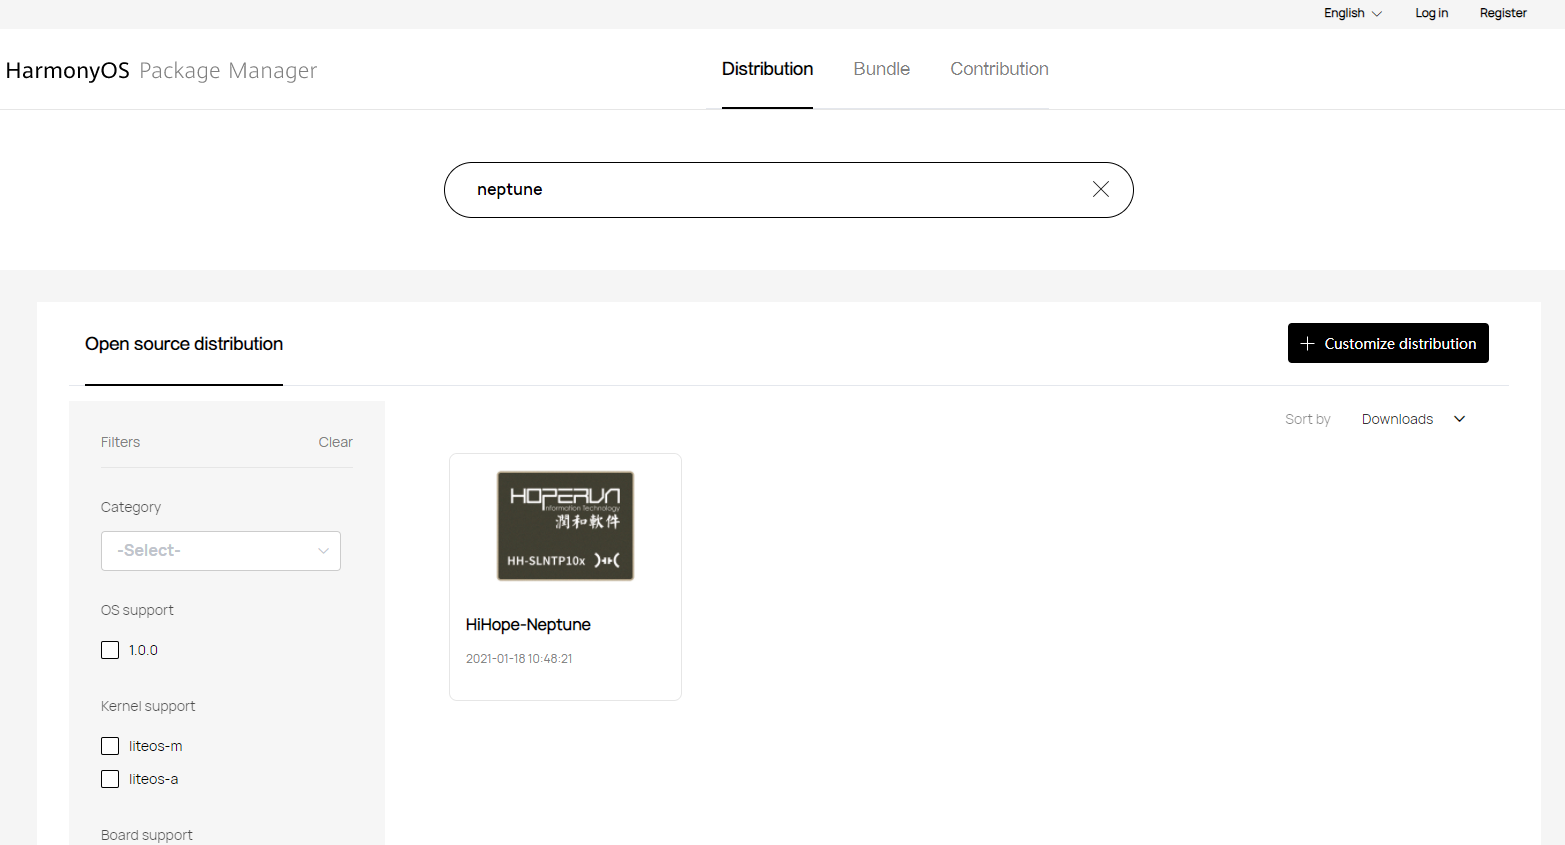 English
Log in
Register
HarmonyOS Package Manager
Distribution
Bundle
Contribution
neptune
Open source distribution
Customize distribution
Filters
Clear
Sort by
Downloads
Category
-Select-
OS support
1.0.0
Kernel support
liteos-m
liteos-a
Board support
HOPERUN
Information Technology
潤和軟件
HH-SLNTP10x
HiHope-Neptune
2021-01-18 10:48:21